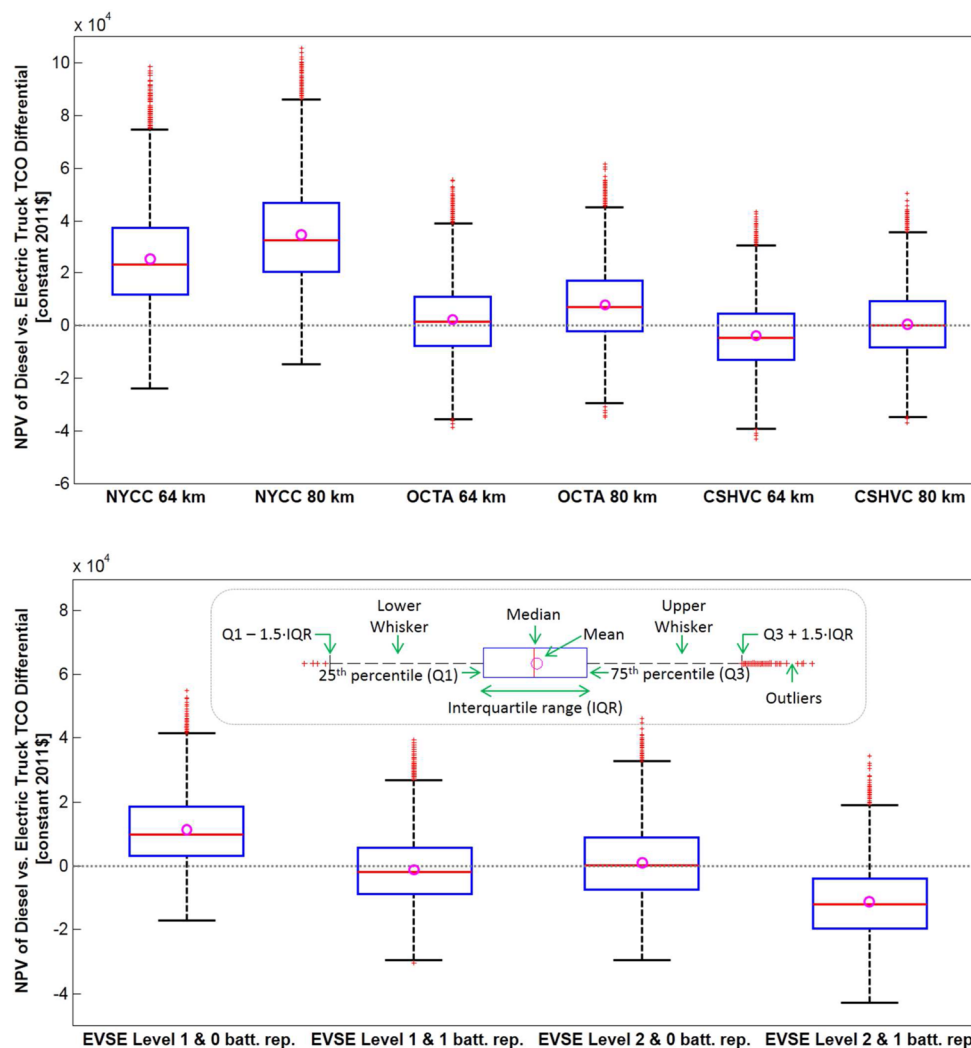 x 10⁴
10
8
6
4
2
0
-2
-4
-6
NPV of Diesel vs. Electric Truck TCO Differential
[constant 2011$]
NYCC 64 km NYCC 80 km OCTA 64 km OCTA 80 km CSHVC 64 km CSHVC 80 km
x 10⁴
8
6
4
2
0
-2
-4
NPV of Diesel vs. Electric Truck TCO Differential
[constant 2011$]
Lower
Whisker
Median
Mean
Upper
Whisker
Q1 – 1.5·IQR
Q3 + 1.5·IQR
25th percentile (Q1)
75th percentile (Q3)
Interquartile range (IQR)
Outliers
EVSE Level 1 & 0 batt. rep. EVSE Level 1 & 1 batt. rep. EVSE Level 2 & 0 batt. rep. EVSE Level 2 & 1 batt. rep.